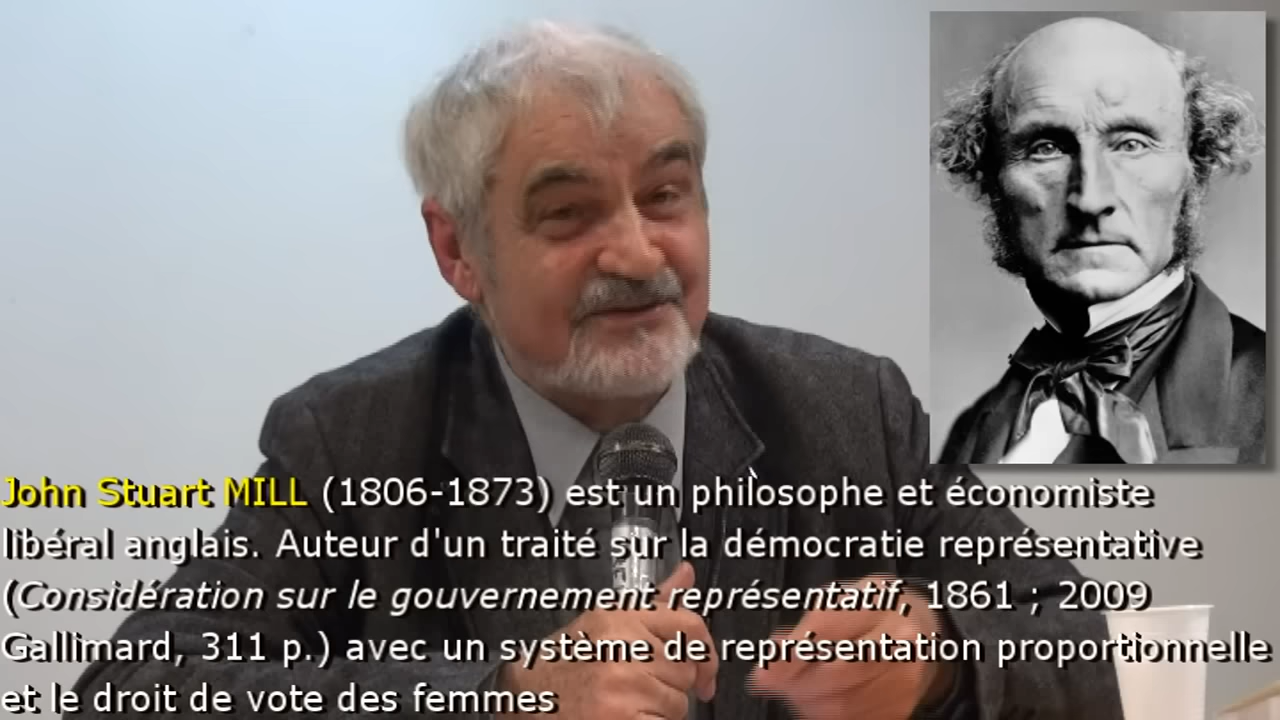 John Stuart MILL (1806-1873) est un philosophe et économiste
libéral anglais. Auteur d'un traité sur la démocratie représentative
(Considération sur le gouvernement représentatif, 1861 ; 2009
Gallimard, 311 p.) avec un système de représentation proportionnelle
et le droit de vote des femmes